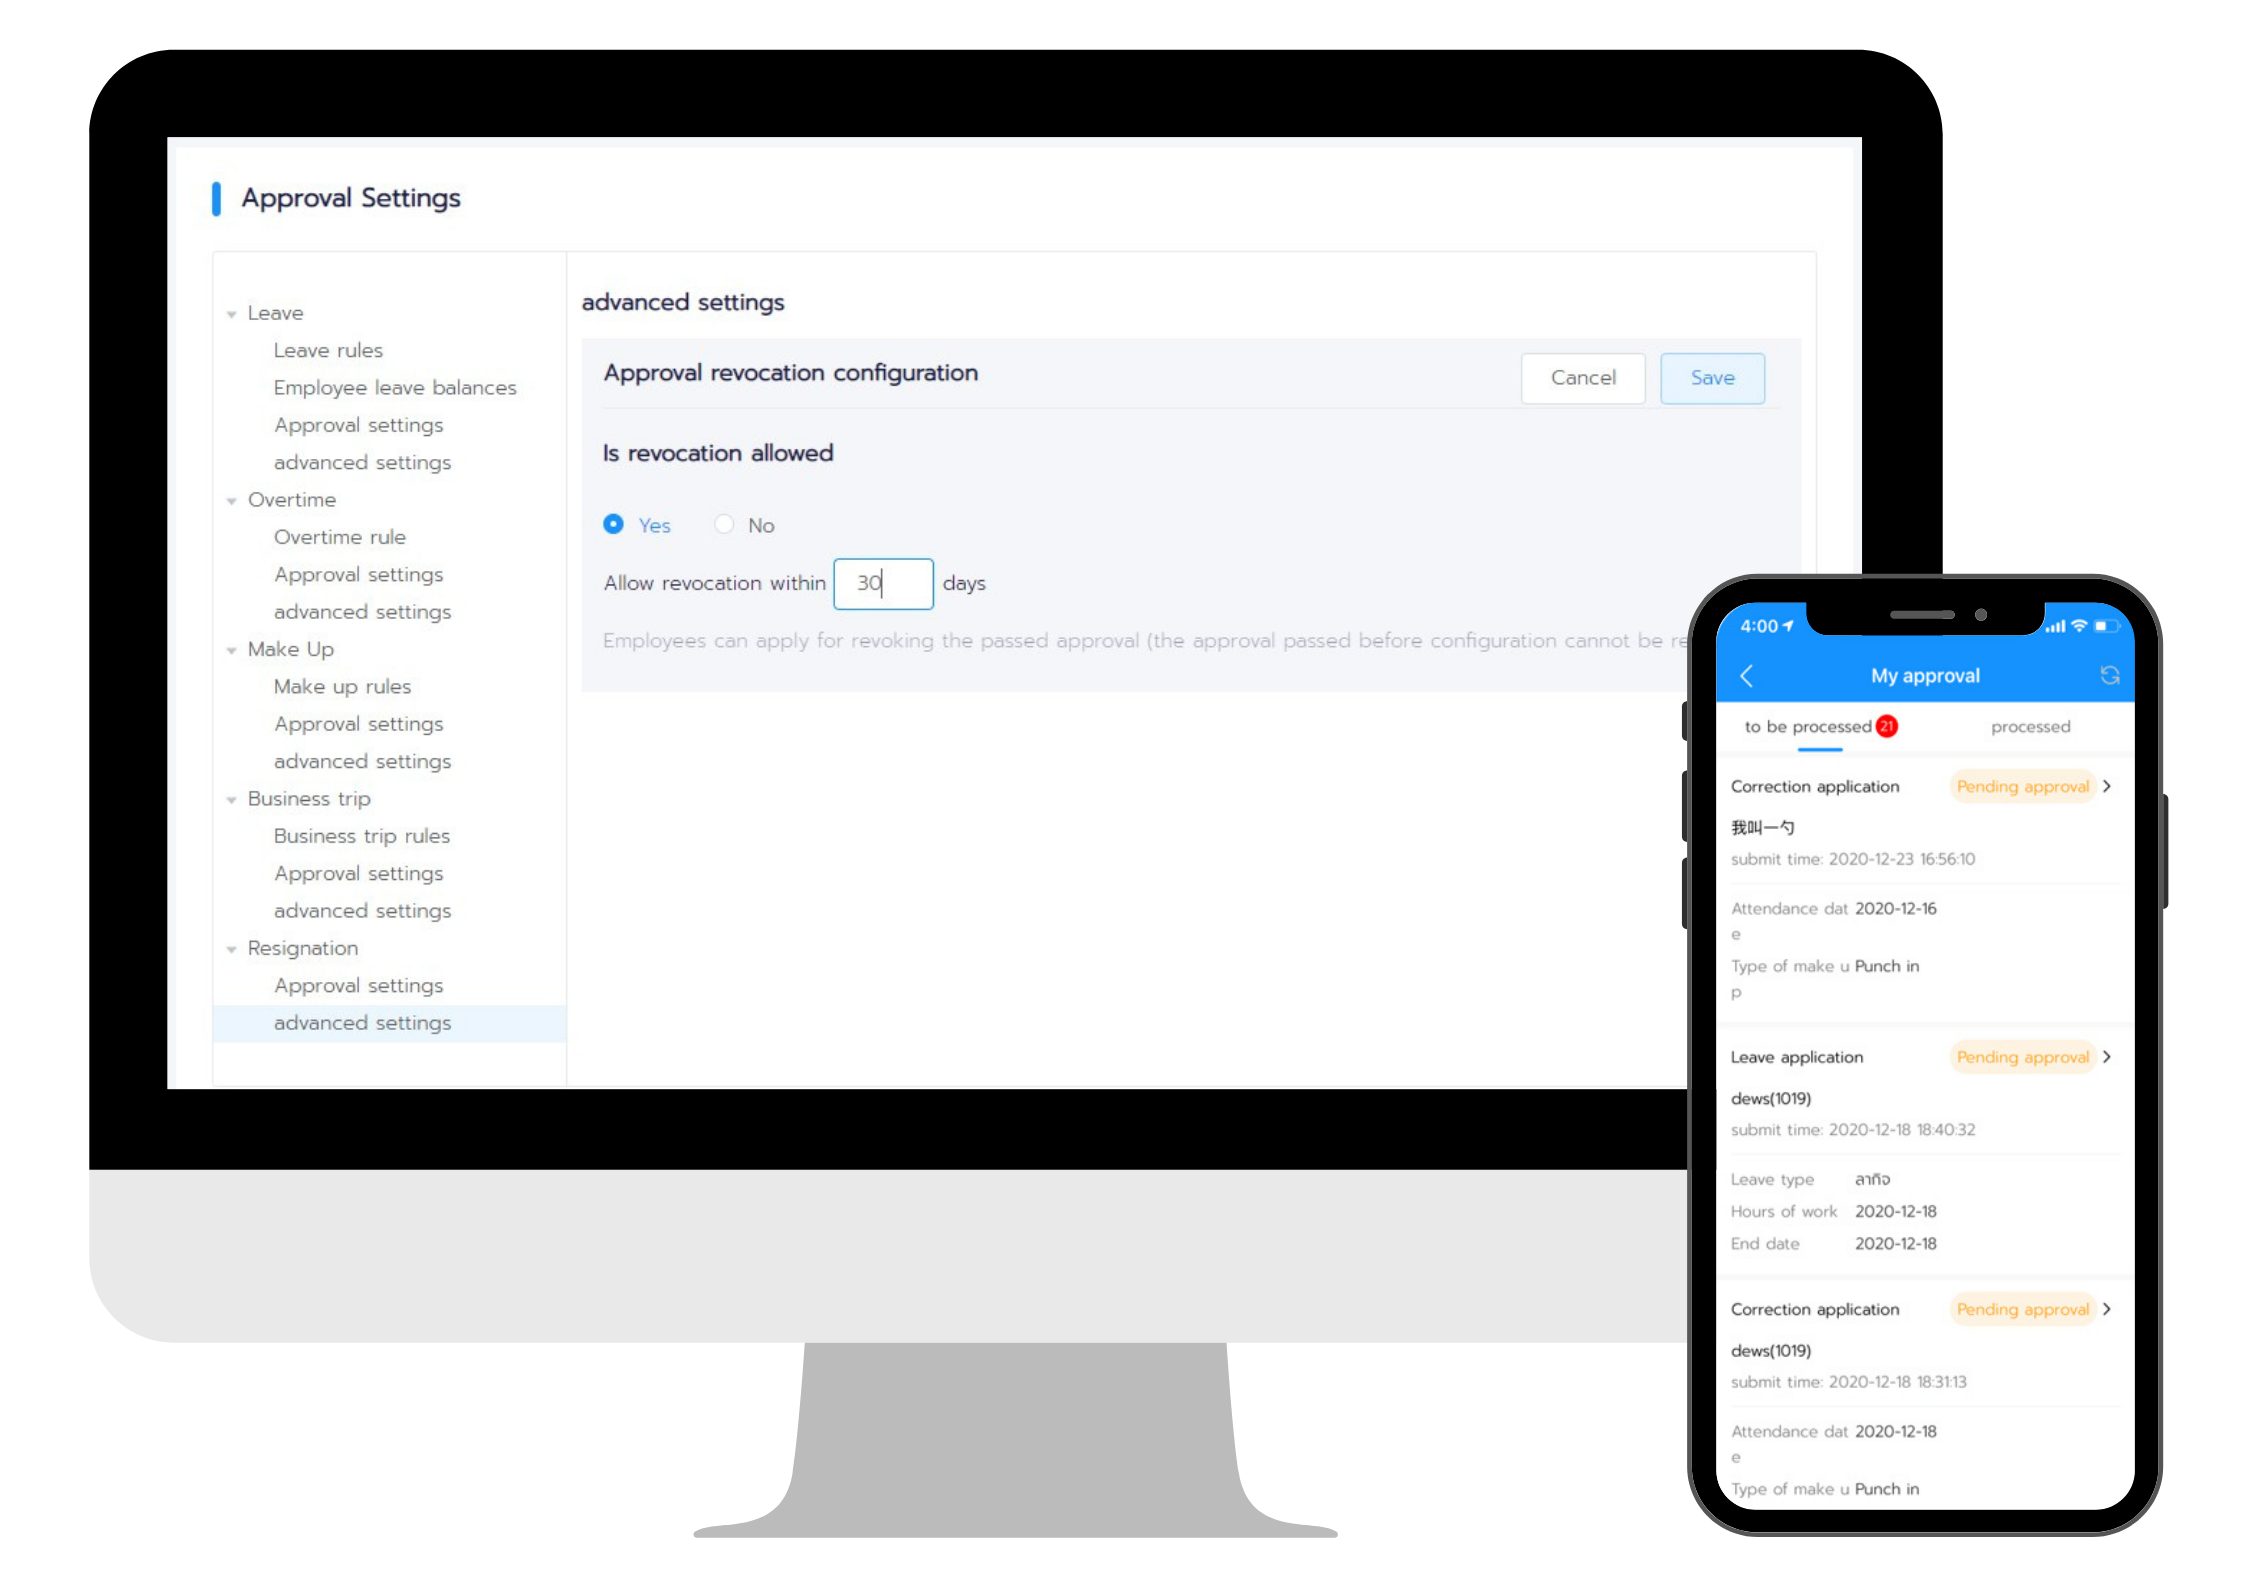 Approval Settings
Leave
Leave rules
Employee leave balances
Approval settings
advanced settings
Overtime
Overtime rule
Approval settings
advanced settings
Make Up
Make up rules
Approval settings
advanced settings
Business trip
Business trip rules
Approval settings
advanced settings
Resignation
Approval settings
advanced settings
advanced settings
Approval revocation configuration
Cancel
Save
Is revocation allowed
Yes
No
Allow revocation within 30 days
Employees can apply for revoking the passed approval (the approval passed before configuration cannot be re
4:00
My approval
to be processed 21
processed
Correction application
Pending approval
我叫一勺
submit time: 2020-12-23 16:56:10
Attendance dat 2020-12-16
e
Type of make u Punch in
p
Leave application
Pending approval
dews(1019)
submit time: 2020-12-18 18:40:32
Leave type ลากิจ
Hours of work 2020-12-18
End date 2020-12-18
Correction application
Pending approval
dews(1019)
submit time: 2020-12-18 18:31:13
Attendance dat 2020-12-18
e
Type of make u Punch in